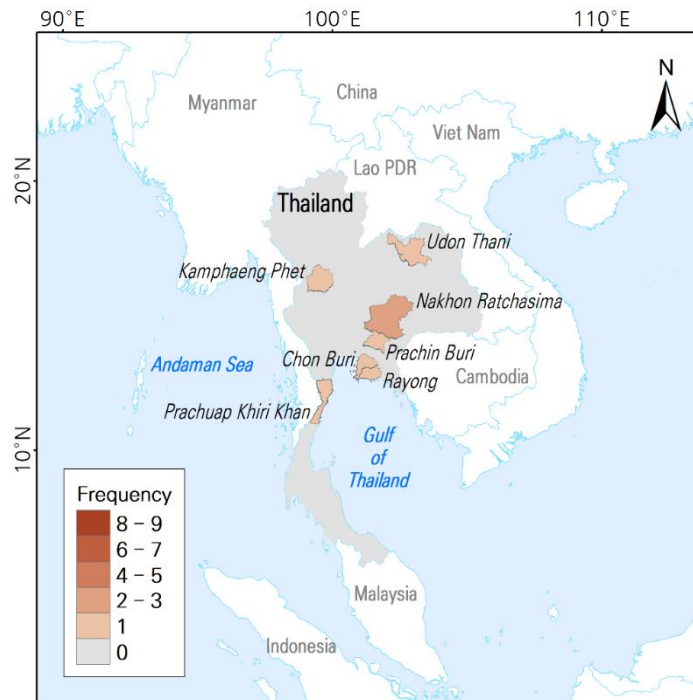 90°E
100°E
110°E
N
China
Myanmar
Viet Nam
Lao PDR
20°N
Thailand
Udon Thani
Kamphaeng Phet
Nakhon Ratchasima
Andaman Sea
Chon Buri
Prachin Buri
Rayong
Cambodia
Prachuap Khiri Khan
10°N
Gulf
of
Thailand
Frequency
8 – 9
6 – 7
4 – 5
2 – 3
1
0
Malaysia
Indonesia